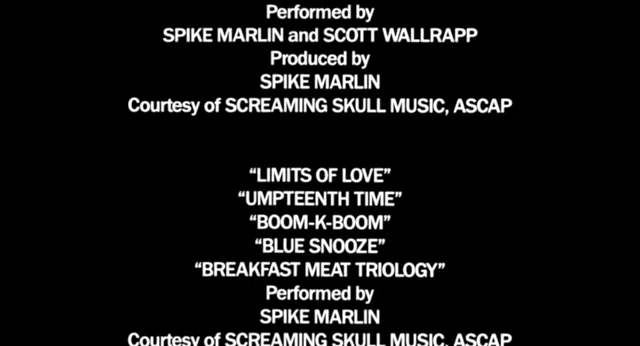 Performed by
SPIKE MARLIN and SCOTT WALLRAPP
Produced by
SPIKE MARLIN
Courtesy of SCREAMING SKULL MUSIC, ASCAP
“LIMITS OF LOVE”
“UMPTEENTH TIME”
“BOOM-K-BOOM”
“BLUE SNOOZE”
“BREAKFAST MEAT TRIOLOGY”
Performed by
SPIKE MARLIN
Courtesy of SCREAMING SKULL MUSIC, ASCAP